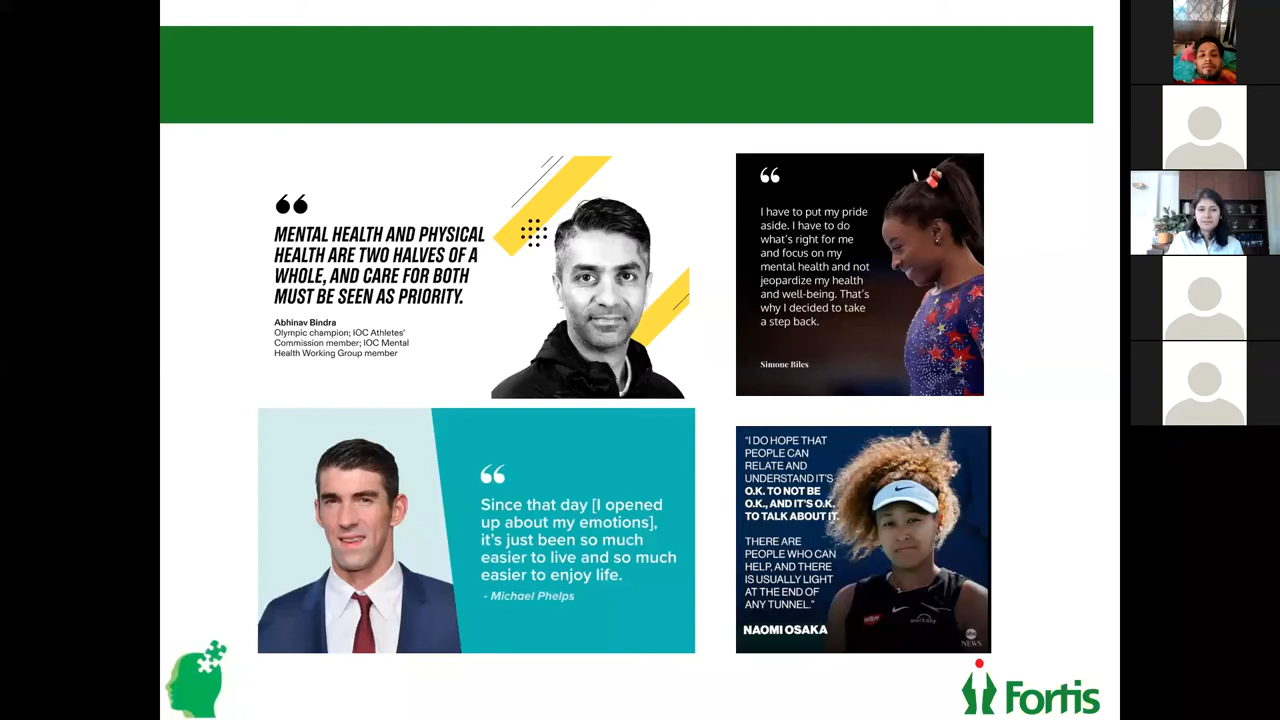 MENTAL HEALTH AND PHYSICAL
HEALTH ARE TWO HALVES OF A
WHOLE, AND CARE FOR BOTH
MUST BE SEEN AS PRIORITY.
Abhinav Bindra
Olympic champion; IOC Athletes'
Commission member; IOC Mental
Health Working Group member
“
I have to put my pride
aside. I have to do
what's right for me
and focus on my
mental health and not
jeopardize my health
and well-being. That's
why I decided to take
a step back.
Simone Biles
“
Since that day [I opened
up about my emotions],
it's just been so much
easier to live and so much
easier to enjoy life.
- Michael Phelps
"I DO HOPE THAT
PEOPLE CAN
RELATE AND
UNDERSTAND IT'S
O.K. TO NOT BE
O.K., AND IT'S O.K.
TO TALK ABOUT IT.
THERE ARE
PEOPLE WHO CAN
HELP, AND THERE
IS USUALLY LIGHT
AT THE END OF
ANY TUNNEL."
NAOMI OSAKA
workday
abc
NEWS
Fortis